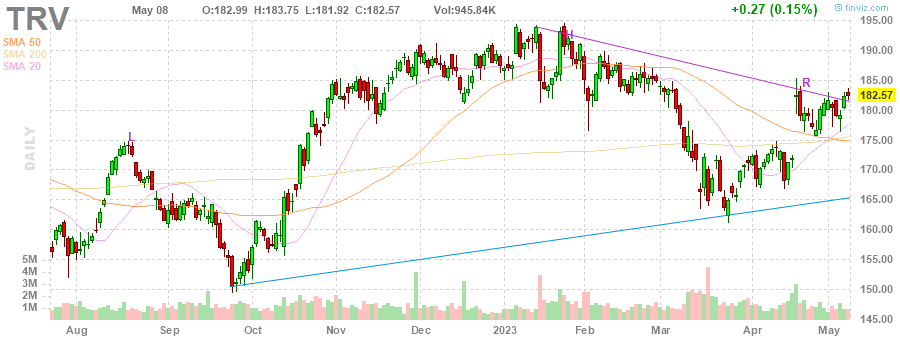 TRV May 08 O:182.99 H:183.75 L:181.92 C:182.57 Vol:945.84K +0.27 (0.15%) © finviz.com
SMA 50
SMA 200
SMA 20
DAILY
L
H
R
195.00
190.00
185.00
182.57
180.00
175.00
170.00
165.00
160.00
155.00
150.00
145.00
5M
4M
3M
2M
1M
Aug Sep Oct Nov Dec 2023 Feb Mar Apr May